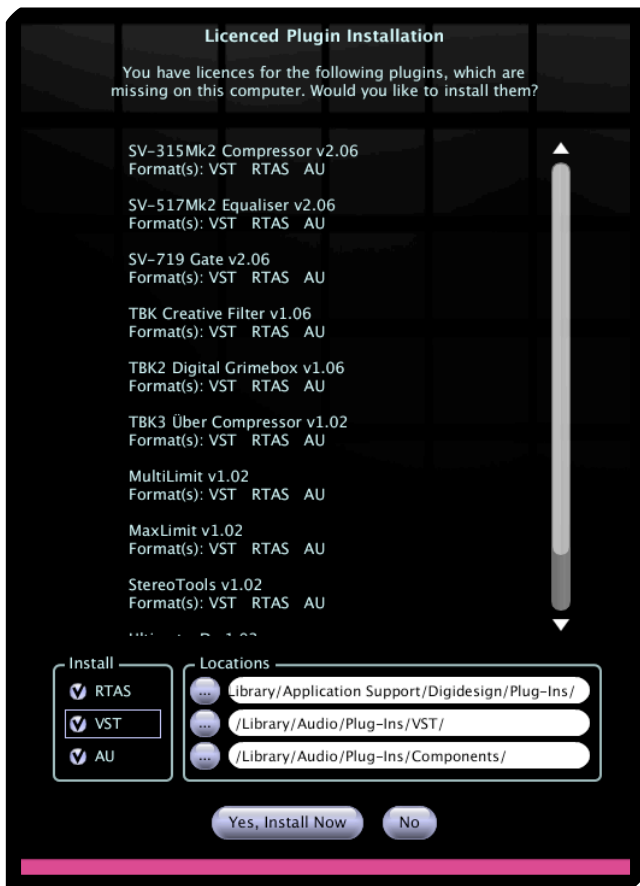 Licenced Plugin Installation
You have licences for the following plugins, which are
missing on this computer. Would you like to install them?
SV-315Mk2 Compressor v2.06
Format(s): VST RTAS AU
SV-517Mk2 Equaliser v2.06
Format(s): VST RTAS AU
SV-719 Gate v2.06
Format(s): VST RTAS AU
TBK Creative Filter v1.06
Format(s): VST RTAS AU
TBK2 Digital Grimebox v1.06
Format(s): VST RTAS AU
TBK3 Über Compressor v1.02
Format(s): VST RTAS AU
MultiLimit v1.02
Format(s): VST RTAS AU
MaxLimit v1.02
Format(s): VST RTAS AU
StereoTools v1.02
Format(s): VST RTAS AU
Install
RTAS
VST
AU
Locations
... Library/Application Support/Digidesign/Plug-Ins/
... /Library/Audio/Plug-Ins/VST/
... /Library/Audio/Plug-Ins/Components/
Yes, Install Now
No